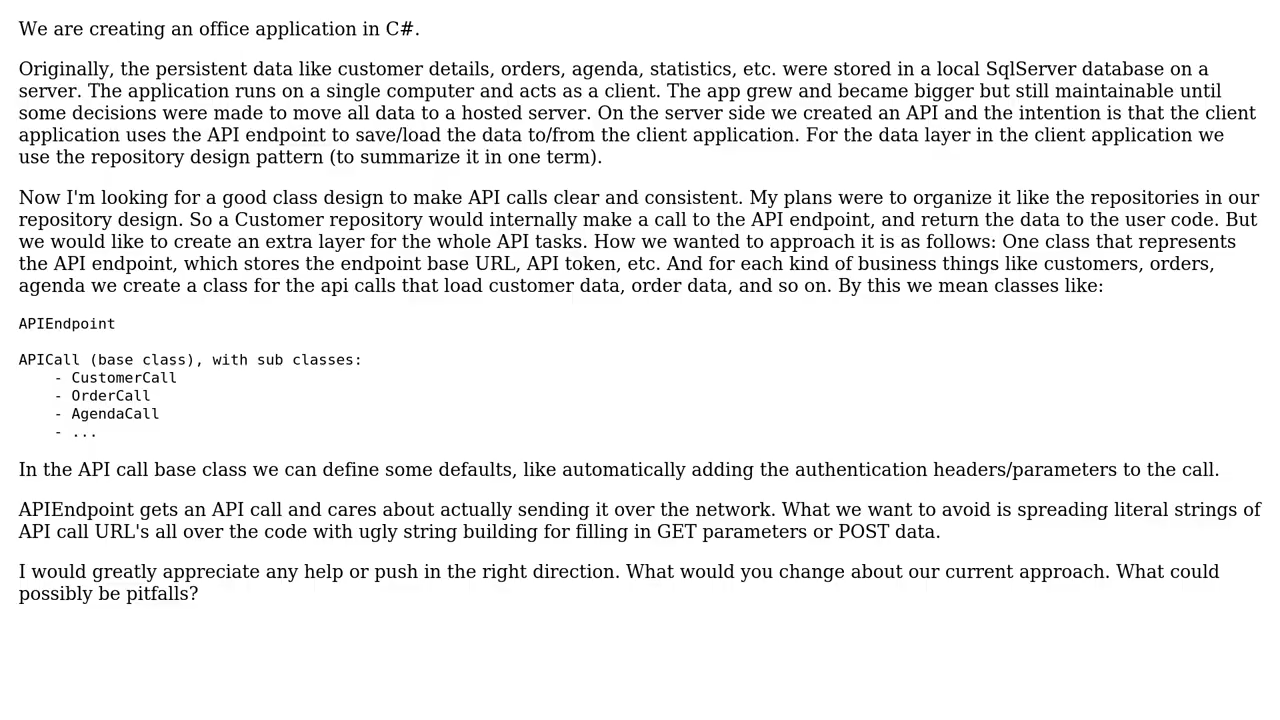 We are creating an office application in C#.
Originally, the persistent data like customer details, orders, agenda, statistics, etc. were stored in a local SqlServer database on a
server. The application runs on a single computer and acts as a client. The app grew and became bigger but still maintainable until
some decisions were made to move all data to a hosted server. On the server side we created an API and the intention is that the client
application uses the API endpoint to save/load the data to/from the client application. For the data layer in the client application we
use the repository design pattern (to summarize it in one term).
Now I'm looking for a good class design to make API calls clear and consistent. My plans were to organize it like the repositories in our
repository design. So a Customer repository would internally make a call to the API endpoint, and return the data to the user code. But
we would like to create an extra layer for the whole API tasks. How we wanted to approach it is as follows: One class that represents
the API endpoint, which stores the endpoint base URL, API token, etc. And for each kind of business things like customers, orders,
agenda we create a class for the api calls that load customer data, order data, and so on. By this we mean classes like:
APIEndpoint
APICall (base class), with sub classes:
- CustomerCall
- OrderCall
- AgendaCall
- ...
In the API call base class we can define some defaults, like automatically adding the authentication headers/parameters to the call.
APIEndpoint gets an API call and cares about actually sending it over the network. What we want to avoid is spreading literal strings of
API call URL's all over the code with ugly string building for filling in GET parameters or POST data.
I would greatly appreciate any help or push in the right direction. What would you change about our current approach. What could
possibly be pitfalls?